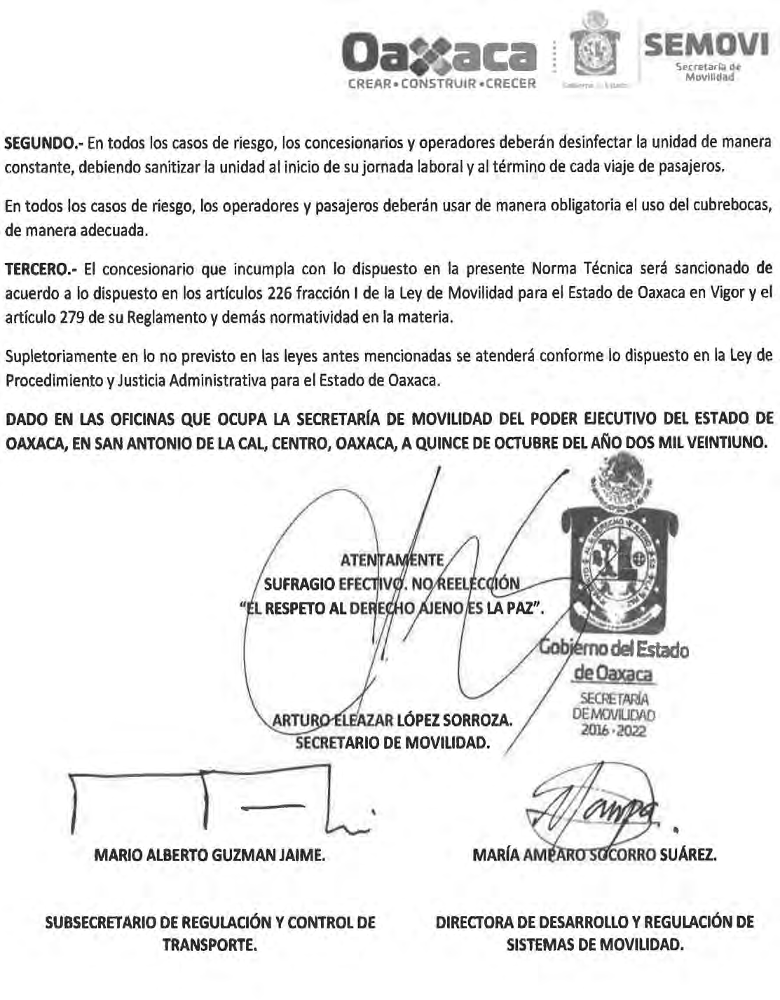 Oaxaca
CREAR • CONSTRUIR • CRECER
SEMOVI
Secretaría de
Movilidad
SEGUNDO.- En todos los casos de riesgo, los concesionarios y operadores deberán desinfectar la unidad de manera
constante, debiendo sanitizar la unidad al inicio de su jornada laboral y al término de cada viaje de pasajeros.
En todos los casos de riesgo, los operadores y pasajeros deberán usar de manera obligatoria el uso del cubrebocas,
de manera adecuada.
TERCERO.- El concesionario que incumpla con lo dispuesto en la presente Norma Técnica será sancionado de
acuerdo a lo dispuesto en los artículos 226 fracción I de la Ley de Movilidad para el Estado de Oaxaca en Vigor y el
artículo 279 de su Reglamento y demás normatividad en la materia.
Supletoriamente en lo no previsto en las leyes antes mencionadas se atenderá conforme lo dispuesto en la Ley de
Procedimiento y Justicia Administrativa para el Estado de Oaxaca.
DADO EN LAS OFICINAS QUE OCUPA LA SECRETARÍA DE MOVILIDAD DEL PODER EJECUTIVO DEL ESTADO DE
OAXACA, EN SAN ANTONIO DE LA CAL, CENTRO, OAXACA, A QUINCE DE OCTUBRE DEL AÑO DOS MIL VEINTIUNO.
ATENTAMENTE
SUFRAGIO EFECTIVO. NO REELECCIÓN
"EL RESPETO AL DERECHO AJENO ES LA PAZ".
Gobierno del Estado
de Oaxaca
SECRETARÍA
DE MOVILIDAD
2016 - 2022
ARTURO ELEAZAR LÓPEZ SORROZA.
SECRETARIO DE MOVILIDAD.
MARIO ALBERTO GUZMAN JAIME.
MARÍA AMPARO SOCORRO SUÁREZ.
SUBSECRETARIO DE REGULACIÓN Y CONTROL DE
TRANSPORTE.
DIRECTORA DE DESARROLLO Y REGULACIÓN DE
SISTEMAS DE MOVILIDAD.